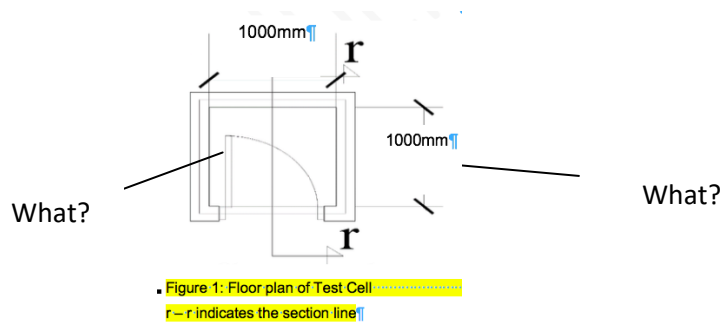 1000mm¶
r
1000mm¶
What?
What?
r
Figure 1: Floor plan of Test Cell
r – r indicates the section line¶